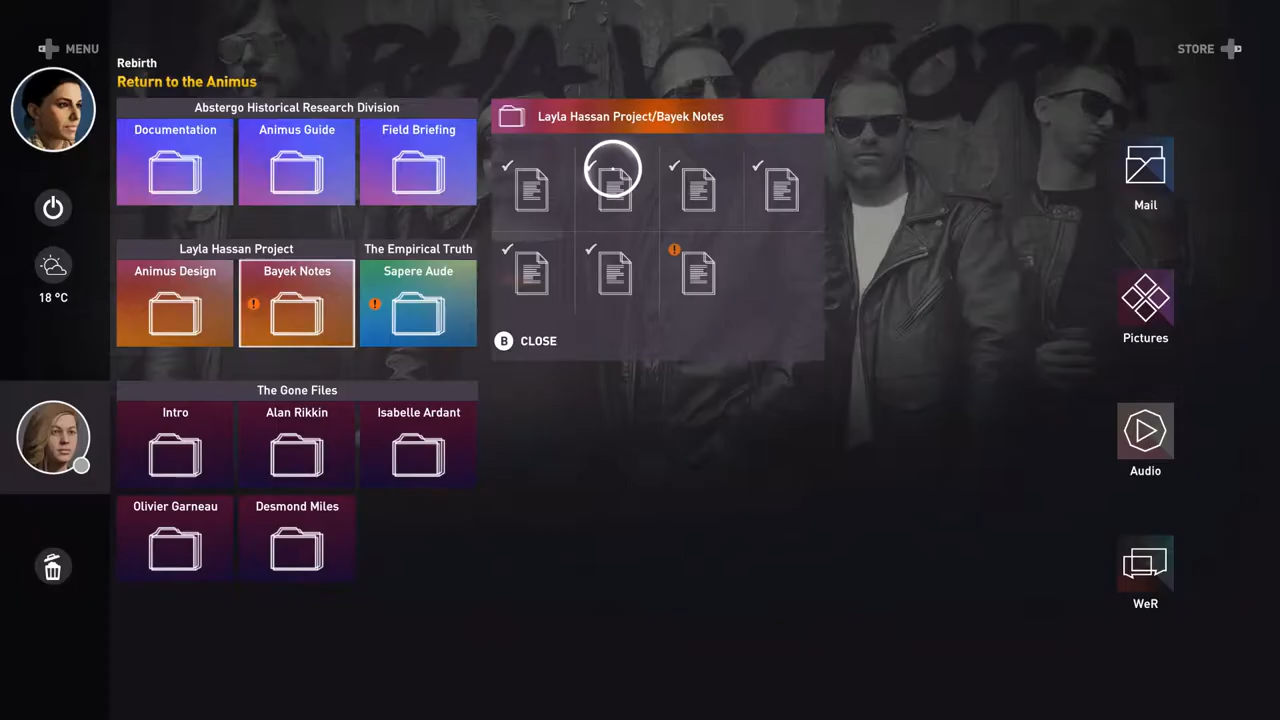 MENU
STORE
Rebirth
Return to the Animus
Abstergo Historical Research Division
Documentation
Animus Guide
Field Briefing
Layla Hassan Project/Bayek Notes
Mail
Layla Hassan Project
The Empirical Truth
Animus Design
Bayek Notes
!
Sapere Aude
!
!
18 °C
B CLOSE
Pictures
The Gone Files
Intro
Alan Rikkin
Isabelle Ardant
Audio
Olivier Garneau
Desmond Miles
WeR